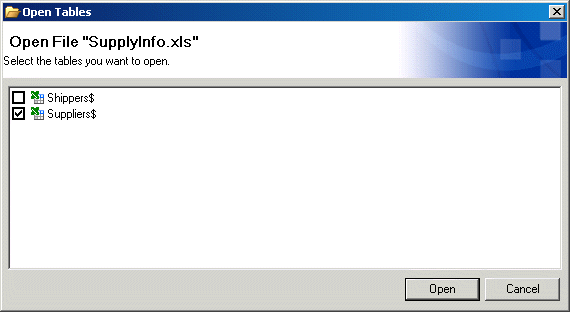 Open Tables
Open File "SupplyInfo.xls"
Select the tables you want to open.
Shippers$
Suppliers$
Open Cancel